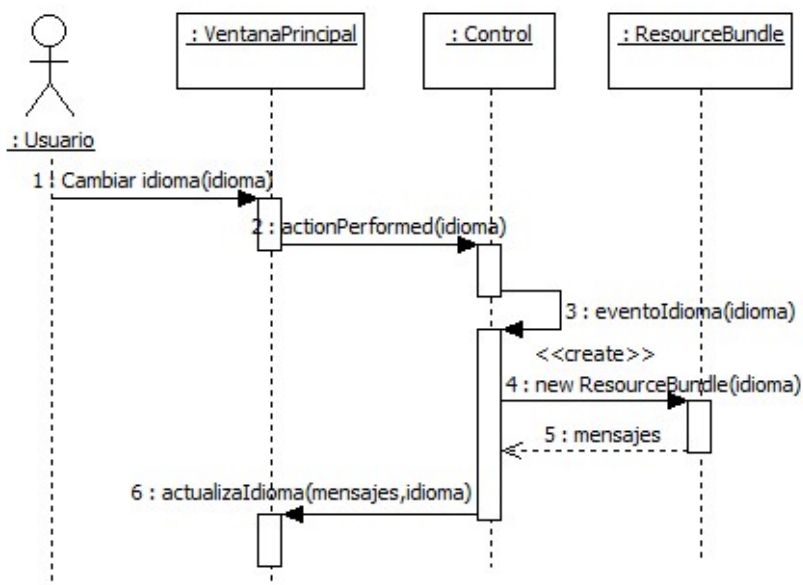 : VentanaPrincipal
: Control
: ResourceBundle
: Usuario
1 : Cambiar idioma(idioma)
2 : actionPerformed(idioma)
3 : eventoIdioma(idioma)
<<create>>
4 : new ResourceBundle(idioma)
5 : mensajes
6 : actualizaIdioma(mensajes,idioma)